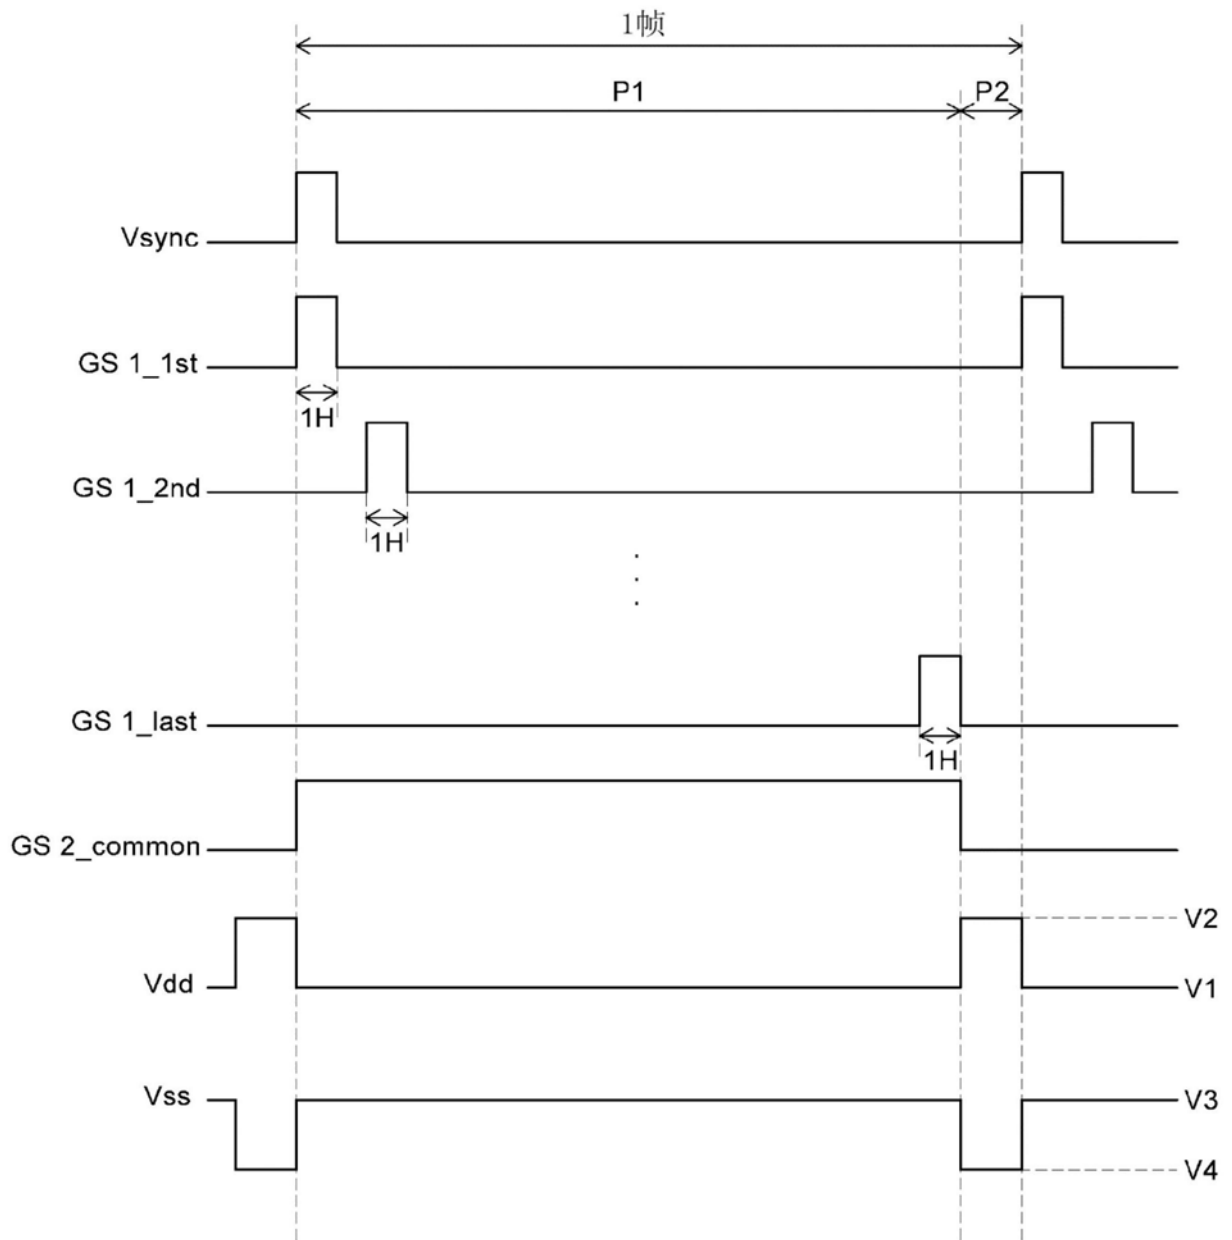 1帧
P1
P2
Vsync
GS 1_1st
1H
GS 1_2nd
1H
GS 1_last
1H
GS 2_common
V2
Vdd
V1
Vss
V3
V4